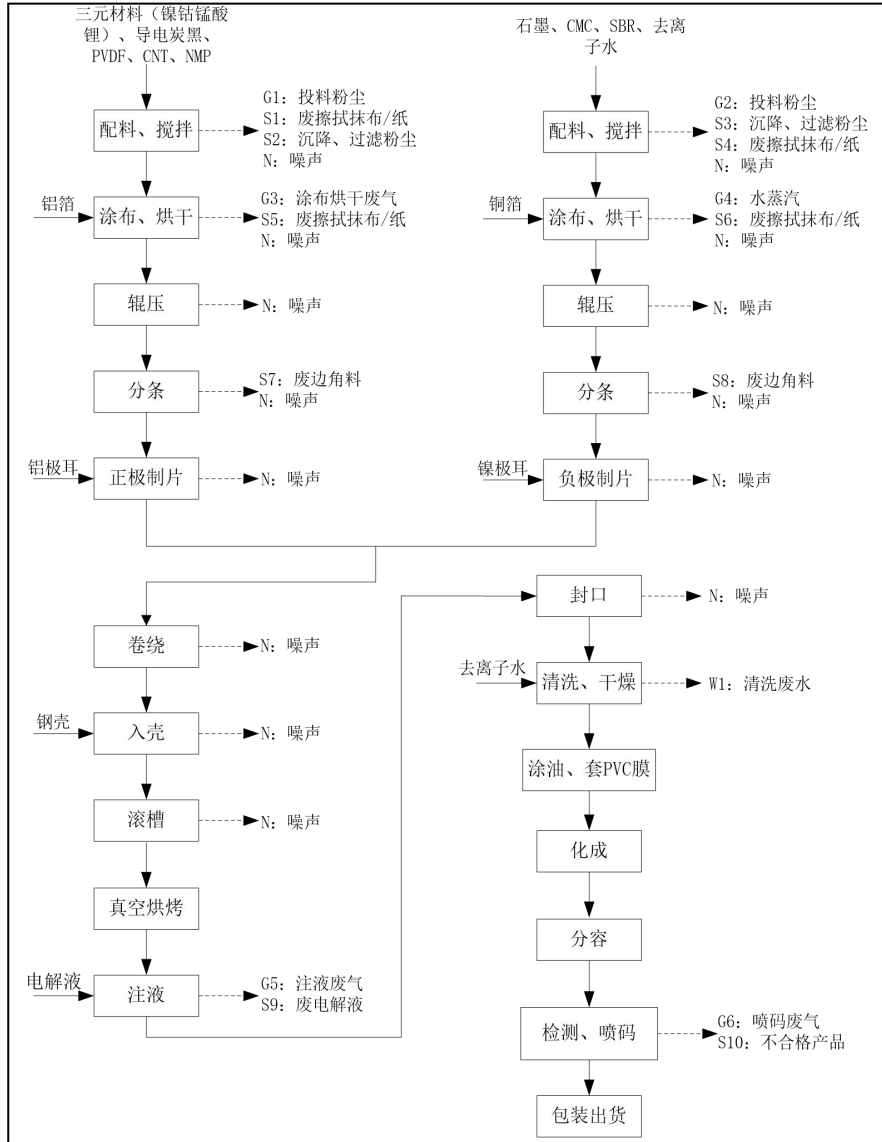 三元材料（镍钴锰酸
锂）、导电炭黑、
PVDF、CNT、NMP
配料、搅拌
G1：投料粉尘
S1：废擦拭抹布/纸
S2：沉降、过滤粉尘
N：噪声
铝箔
涂布、烘干
G3：涂布烘干废气
S5：废擦拭抹布/纸
N：噪声
辊压
N：噪声
分条
S7：废边角料
N：噪声
铝极耳
正极制片
N：噪声
石墨、CMC、SBR、去离
子水
配料、搅拌
G2：投料粉尘
S3：沉降、过滤粉尘
S4：废擦拭抹布/纸
N：噪声
铜箔
涂布、烘干
G4：水蒸汽
S6：废擦拭抹布/纸
N：噪声
辊压
N：噪声
分条
S8：废边角料
N：噪声
镍极耳
负极制片
N：噪声
卷绕
N：噪声
钢壳
入壳
N：噪声
滚槽
N：噪声
真空烘烤
电解液
注液
G5：注液废气
S9：废电解液
封口
N：噪声
去离子水
清洗、干燥
W1：清洗废水
涂油、套PVC膜
化成
分容
检测、喷码
G6：喷码废气
S10：不合格产品
包装出货